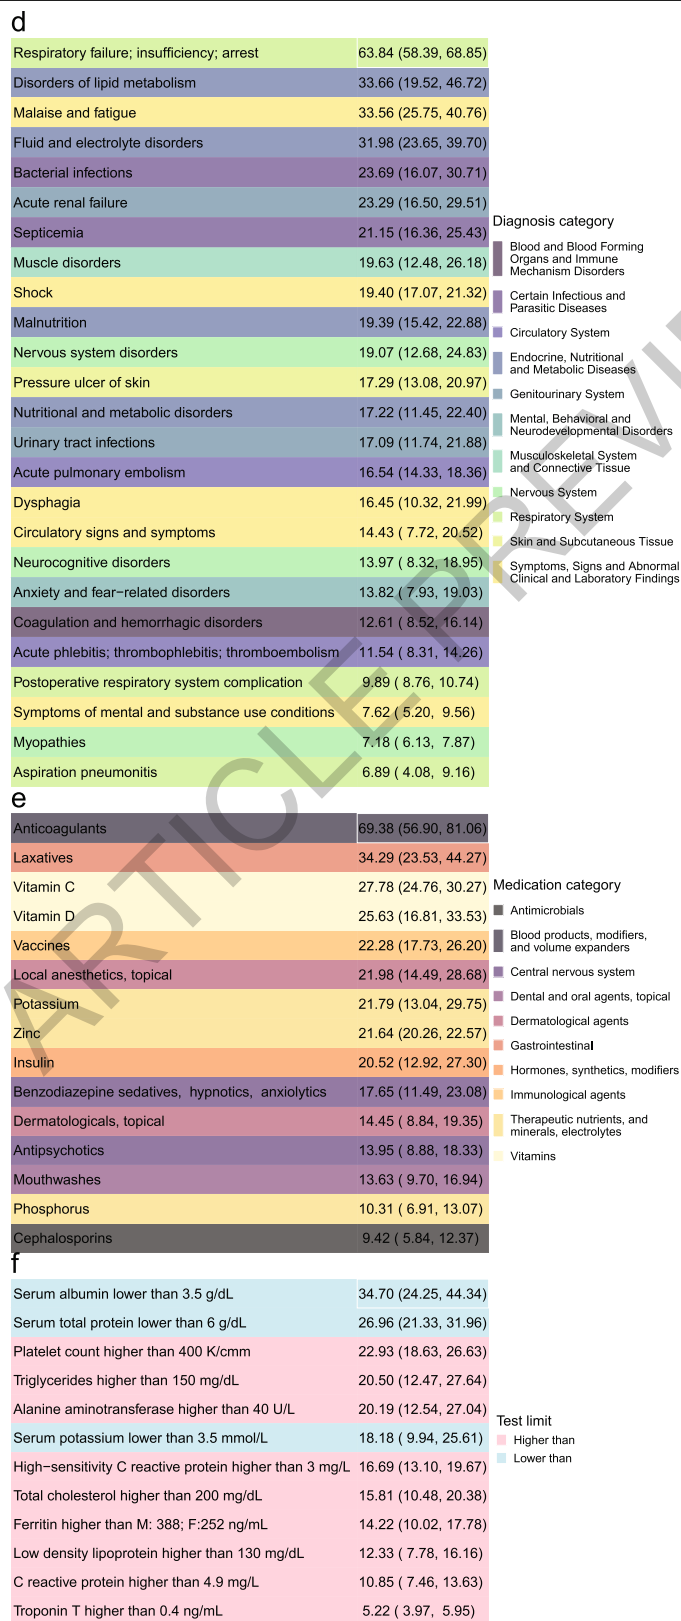 d
Respiratory failure; insufficiency; arrest 63.84 (58.39, 68.85)
Disorders of lipid metabolism 33.66 (19.52, 46.72)
Malaise and fatigue 33.56 (25.75, 40.76)
Fluid and electrolyte disorders 31.98 (23.65, 39.70)
Bacterial infections 23.69 (16.07, 30.71)
Acute renal failure 23.29 (16.50, 29.51)
Septicemia 21.15 (16.36, 25.43)
Muscle disorders 19.63 (12.48, 26.18)
Shock 19.40 (17.07, 21.32)
Malnutrition 19.39 (15.42, 22.88)
Nervous system disorders 19.07 (12.68, 24.83)
Pressure ulcer of skin 17.29 (13.08, 20.97)
Nutritional and metabolic disorders 17.22 (11.45, 22.40)
Urinary tract infections 17.09 (11.74, 21.88)
Acute pulmonary embolism 16.54 (14.33, 18.36)
Dysphagia 16.45 (10.32, 21.99)
Circulatory signs and symptoms 14.43 ( 7.72, 20.52)
Neurocognitive disorders 13.97 ( 8.32, 18.95)
Anxiety and fear−related disorders 13.82 ( 7.93, 19.03)
Coagulation and hemorrhagic disorders 12.61 ( 8.52, 16.14)
Acute phlebitis; thrombophlebitis; thromboembolism 11.54 ( 8.31, 14.26)
Postoperative respiratory system complication 9.89 ( 8.76, 10.74)
Symptoms of mental and substance use conditions 7.62 ( 5.20, 9.56)
Myopathies 7.18 ( 6.13, 7.87)
Aspiration pneumonitis 6.89 ( 4.08, 9.16)
Diagnosis category
Blood and Blood Forming
Organs and Immune
Mechanism Disorders
Certain Infectious and
Parasitic Diseases
Circulatory System
Endocrine, Nutritional
and Metabolic Diseases
Genitourinary System
Mental, Behavioral and
Neurodevelopmental Disorders
Musculoskeletal System
and Connective Tissue
Nervous System
Respiratory System
Skin and Subcutaneous Tissue
Symptoms, Signs and Abnormal
Clinical and Laboratory Findings
e
Anticoagulants 69.38 (56.90, 81.06)
Laxatives 34.29 (23.53, 44.27)
Vitamin C 27.78 (24.76, 30.27)
Vitamin D 25.63 (16.81, 33.53)
Vaccines 22.28 (17.73, 26.20)
Local anesthetics, topical 21.98 (14.49, 28.68)
Potassium 21.79 (13.04, 29.75)
Zinc 21.64 (20.26, 22.57)
Insulin 20.52 (12.92, 27.30)
Benzodiazepine sedatives, hypnotics, anxiolytics 17.65 (11.49, 23.08)
Dermatologicals, topical 14.45 ( 8.84, 19.35)
Antipsychotics 13.95 ( 8.88, 18.33)
Mouthwashes 13.63 ( 9.70, 16.94)
Phosphorus 10.31 ( 6.91, 13.07)
Cephalosporins 9.42 ( 5.84, 12.37)
Medication category
Antimicrobials
Blood products, modifiers,
and volume expanders
Central nervous system
Dental and oral agents, topical
Dermatological agents
Gastrointestinal
Hormones, synthetics, modifiers
Immunological agents
Therapeutic nutrients, and
minerals, electrolytes
Vitamins
f
Serum albumin lower than 3.5 g/dL 34.70 (24.25, 44.34)
Serum total protein lower than 6 g/dL 26.96 (21.33, 31.96)
Platelet count higher than 400 K/cmm 22.93 (18.63, 26.63)
Triglycerides higher than 150 mg/dL 20.50 (12.47, 27.64)
Alanine aminotransferase higher than 40 U/L 20.19 (12.54, 27.04)
Serum potassium lower than 3.5 mmol/L 18.18 ( 9.94, 25.61)
High−sensitivity C reactive protein higher than 3 mg/L 16.69 (13.10, 19.67)
Total cholesterol higher than 200 mg/dL 15.81 (10.48, 20.38)
Ferritin higher than M: 388; F:252 ng/mL 14.22 (10.02, 17.78)
Low density lipoprotein higher than 130 mg/dL 12.33 ( 7.78, 16.16)
C reactive protein higher than 4.9 mg/L 10.85 ( 7.46, 13.63)
Troponin T higher than 0.4 ng/mL 5.22 ( 3.97, 5.95)
Test limit
Higher than
Lower than
ARTICLE PREVI